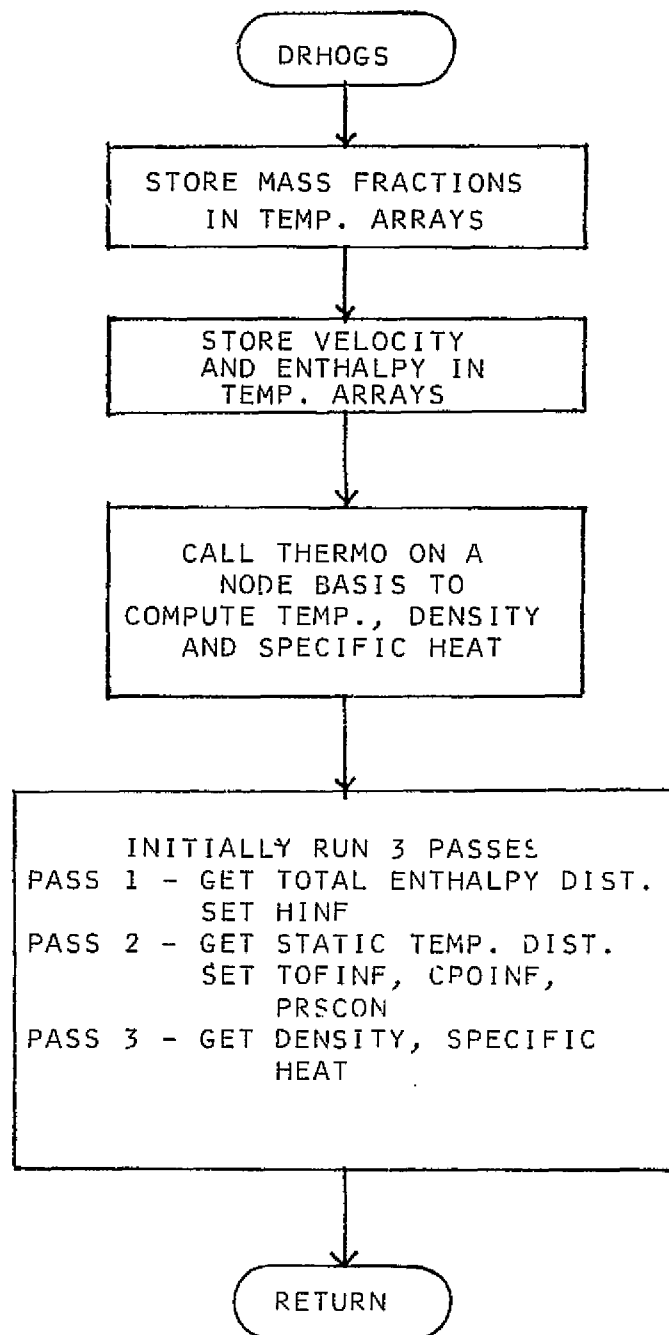 DRHOGS
STORE MASS FRACTIONS
IN TEMP. ARRAYS
STORE VELOCITY
AND ENTHALPY IN
TEMP. ARRAYS
CALL THERMO ON A
NODE BASIS TO
COMPUTE TEMP., DENSITY
AND SPECIFIC HEAT
INITIALLY RUN 3 PASSES
PASS 1 - GET TOTAL ENTHALPY DIST.
SET HINF
PASS 2 - GET STATIC TEMP. DIST.
SET TOFINF, CPOINF,
PRSCON
PASS 3 - GET DENSITY, SPECIFIC
HEAT
RETURN